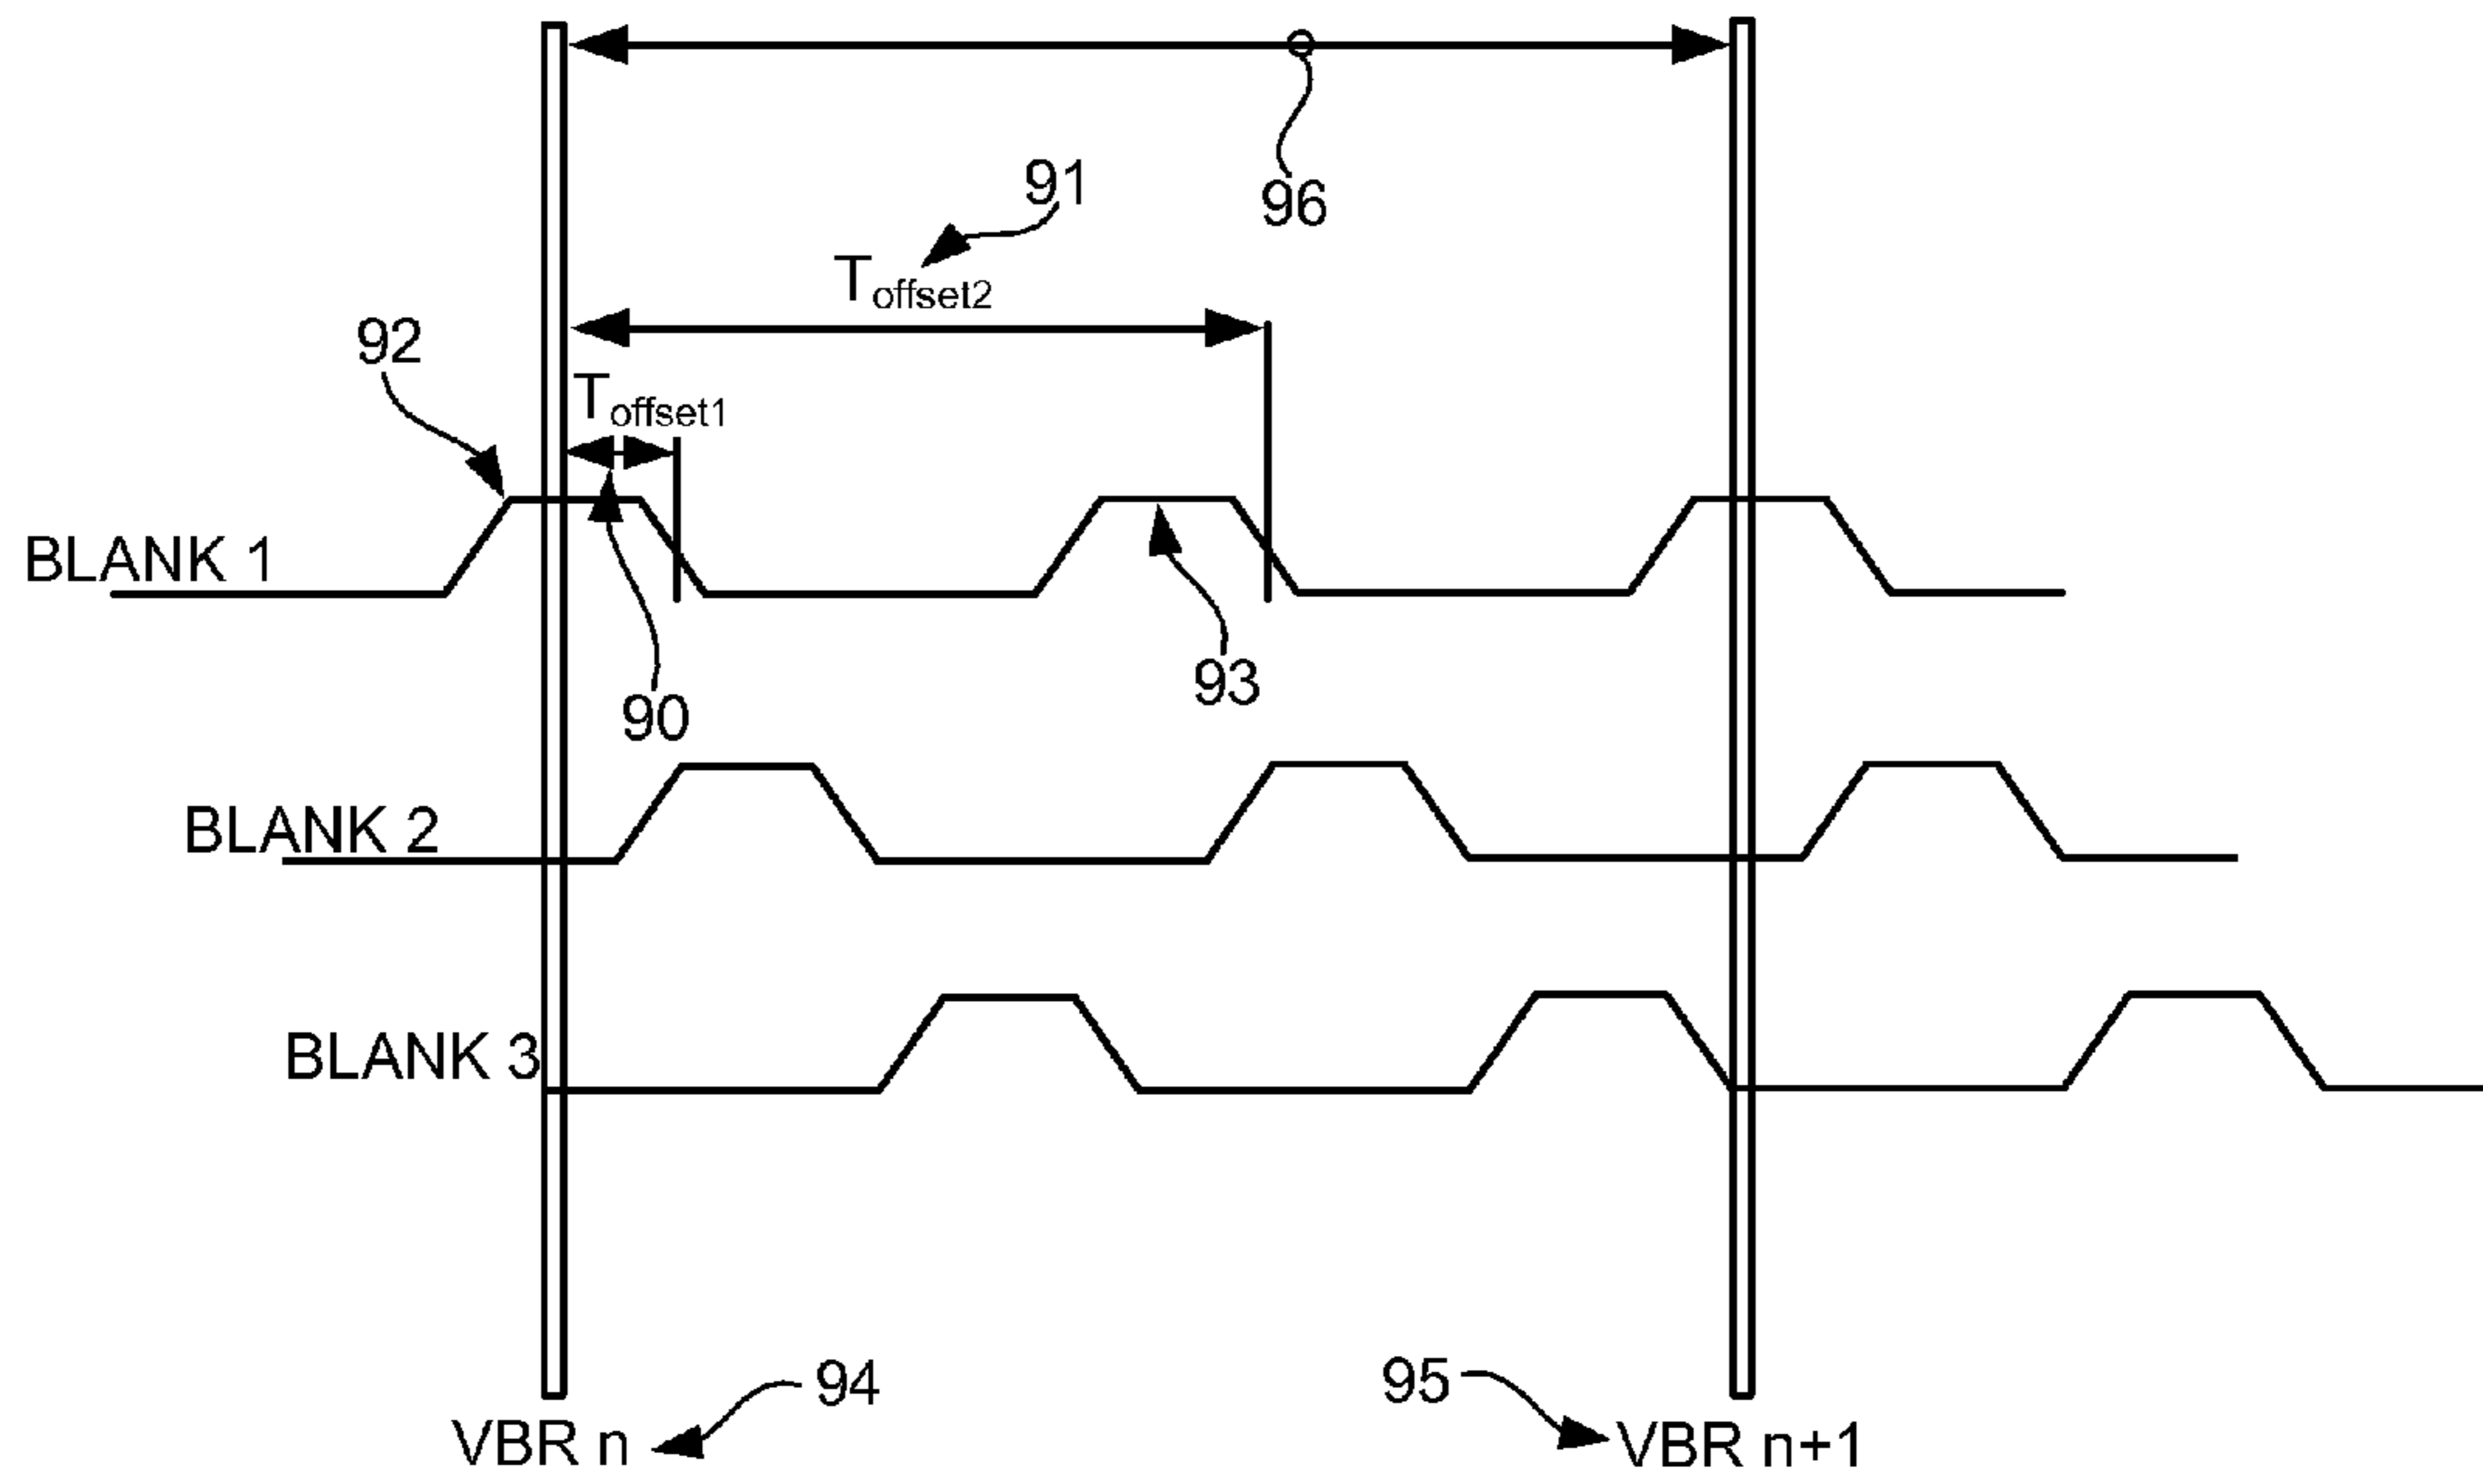 91
96
Toffset2
92
Toffset1
BLANK 1
93
90
BLANK 2
BLANK 3
94
95
VBR n
VBR n+1